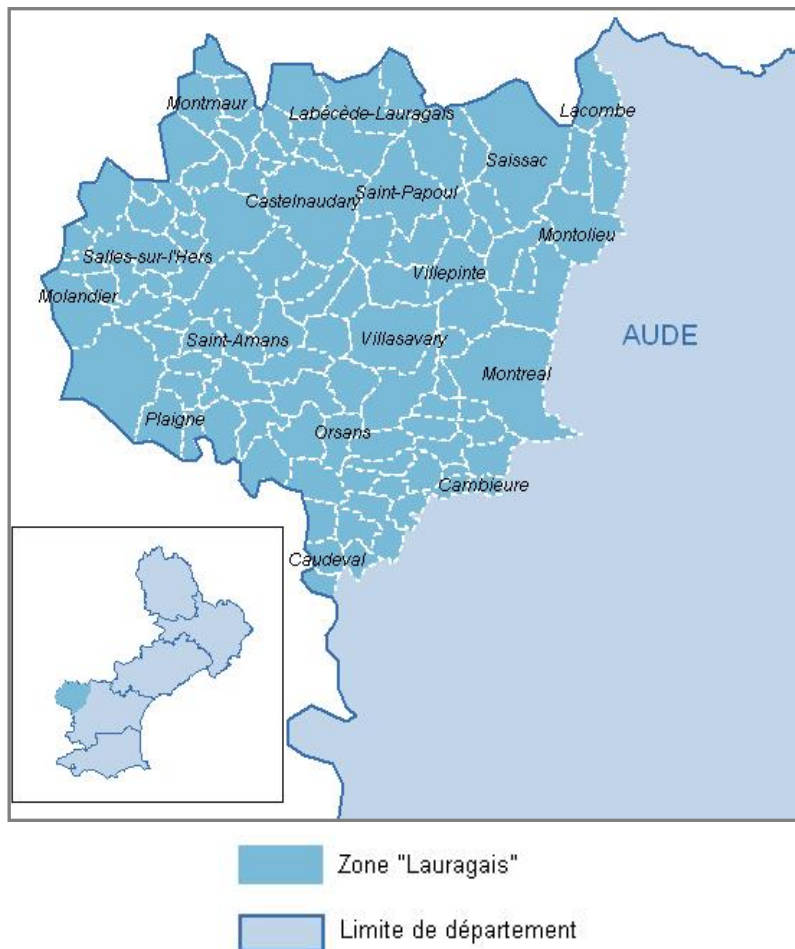 Montmaur
Labécède-Lauragais
Lacombe
Saissac
Castelnaudary
Saint-Papoul
Montolieu
Salles-sur-l'Hers
Villepinte
Molandier
Saint-Amans
Villasavary
AUDE
Montreal
Plaigne
Orsans
Cambieure
Caudeval
Zone "Lauragais"
Limite de département